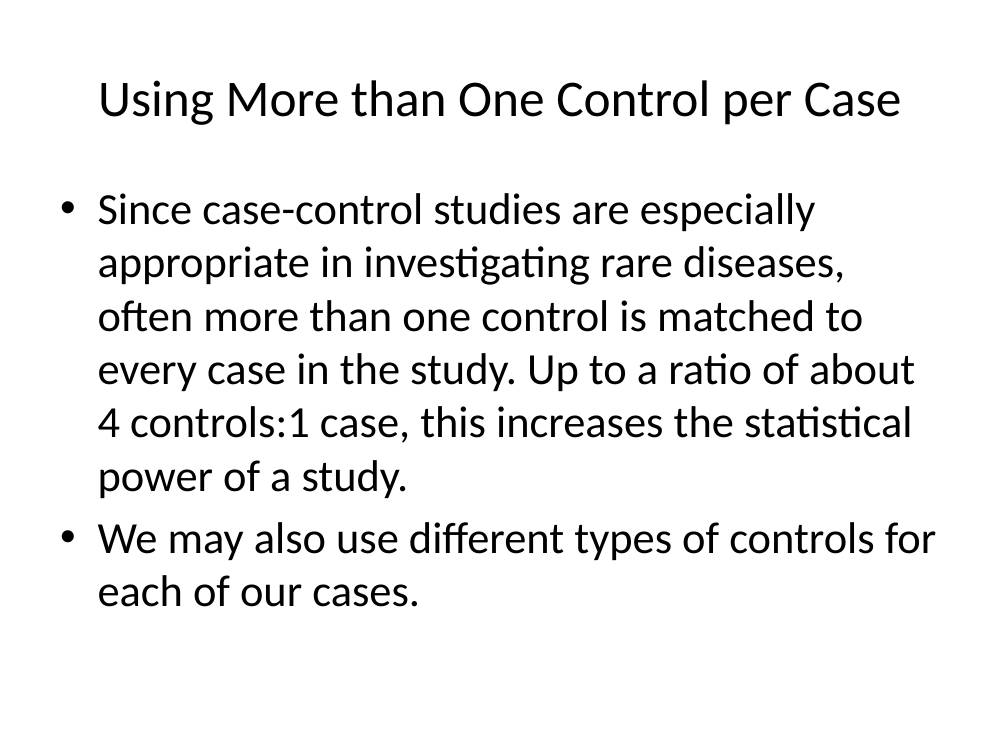 Using More than One Control per Case
• Since case-control studies are especially
appropriate in investigating rare diseases,
often more than one control is matched to
every case in the study. Up to a ratio of about
4 controls:1 case, this increases the statistical
power of a study.
• We may also use different types of controls for
each of our cases.